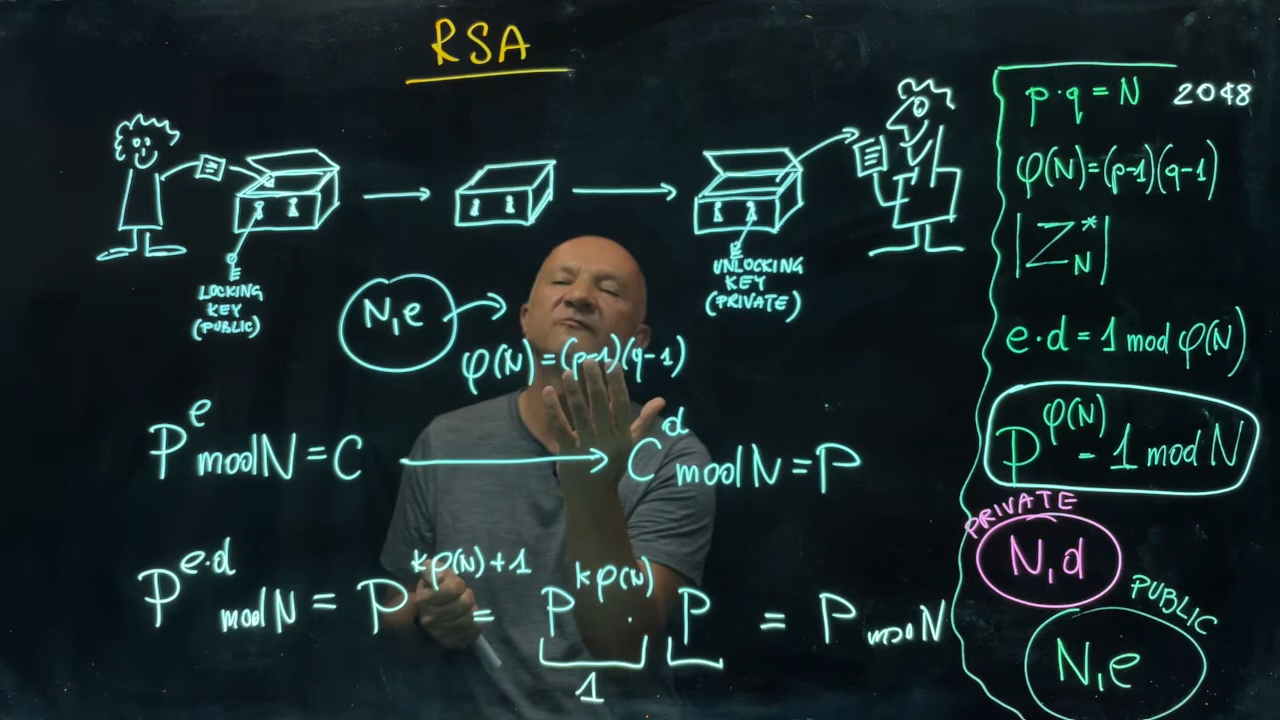 RSA
LOCKING
KEY
(PUBLIC)
UNLOCKING
KEY
(PRIVATE)
N,e
φ(N)=(p-1)(q-1)
P^e mod N = C
C^d mod N = P
P^{e·d} mod N = P^{kφ(N)+1} = P^{kφ(N)} · P = P mod N
1
p·q = N 2048
φ(N)=(p-1)(q-1)
|Z*_N|
e·d = 1 mod φ(N)
P^{φ(N)} = 1 mod N
PRIVATE
N,d
PUBLIC
N,e